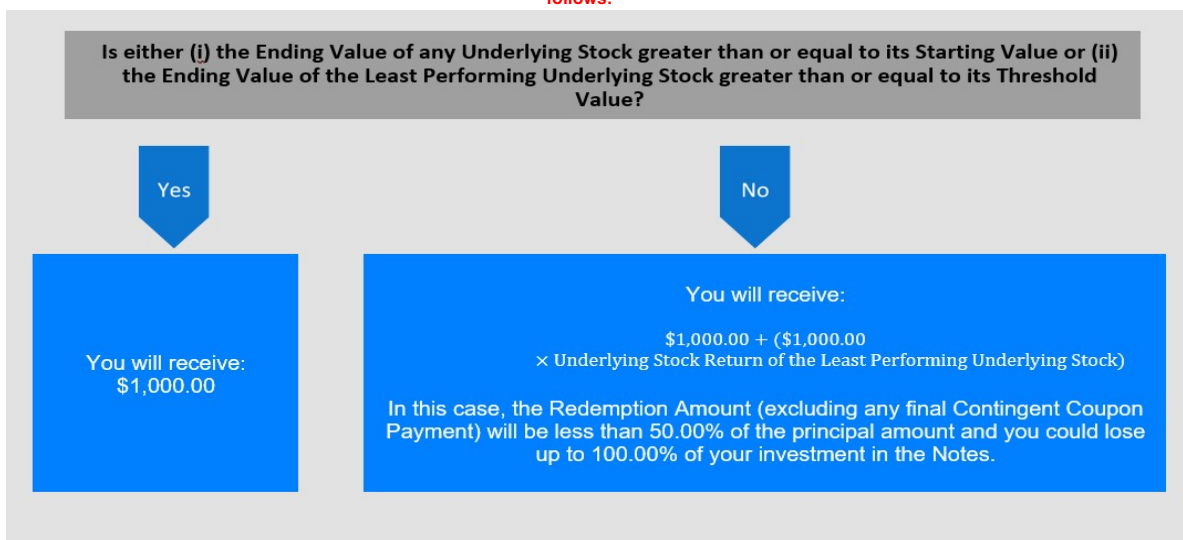 follows:
Is either (i) the Ending Value of any Underlying Stock greater than or equal to its Starting Value or (ii)
the Ending Value of the Least Performing Underlying Stock greater than or equal to its Threshold
Value?
Yes
No
You will receive:
$1,000.00
You will receive:
$1,000.00 + ($1,000.00
× Underlying Stock Return of the Least Performing Underlying Stock)
In this case, the Redemption Amount (excluding any final Contingent Coupon
Payment) will be less than 50.00% of the principal amount and you could lose
up to 100.00% of your investment in the Notes.